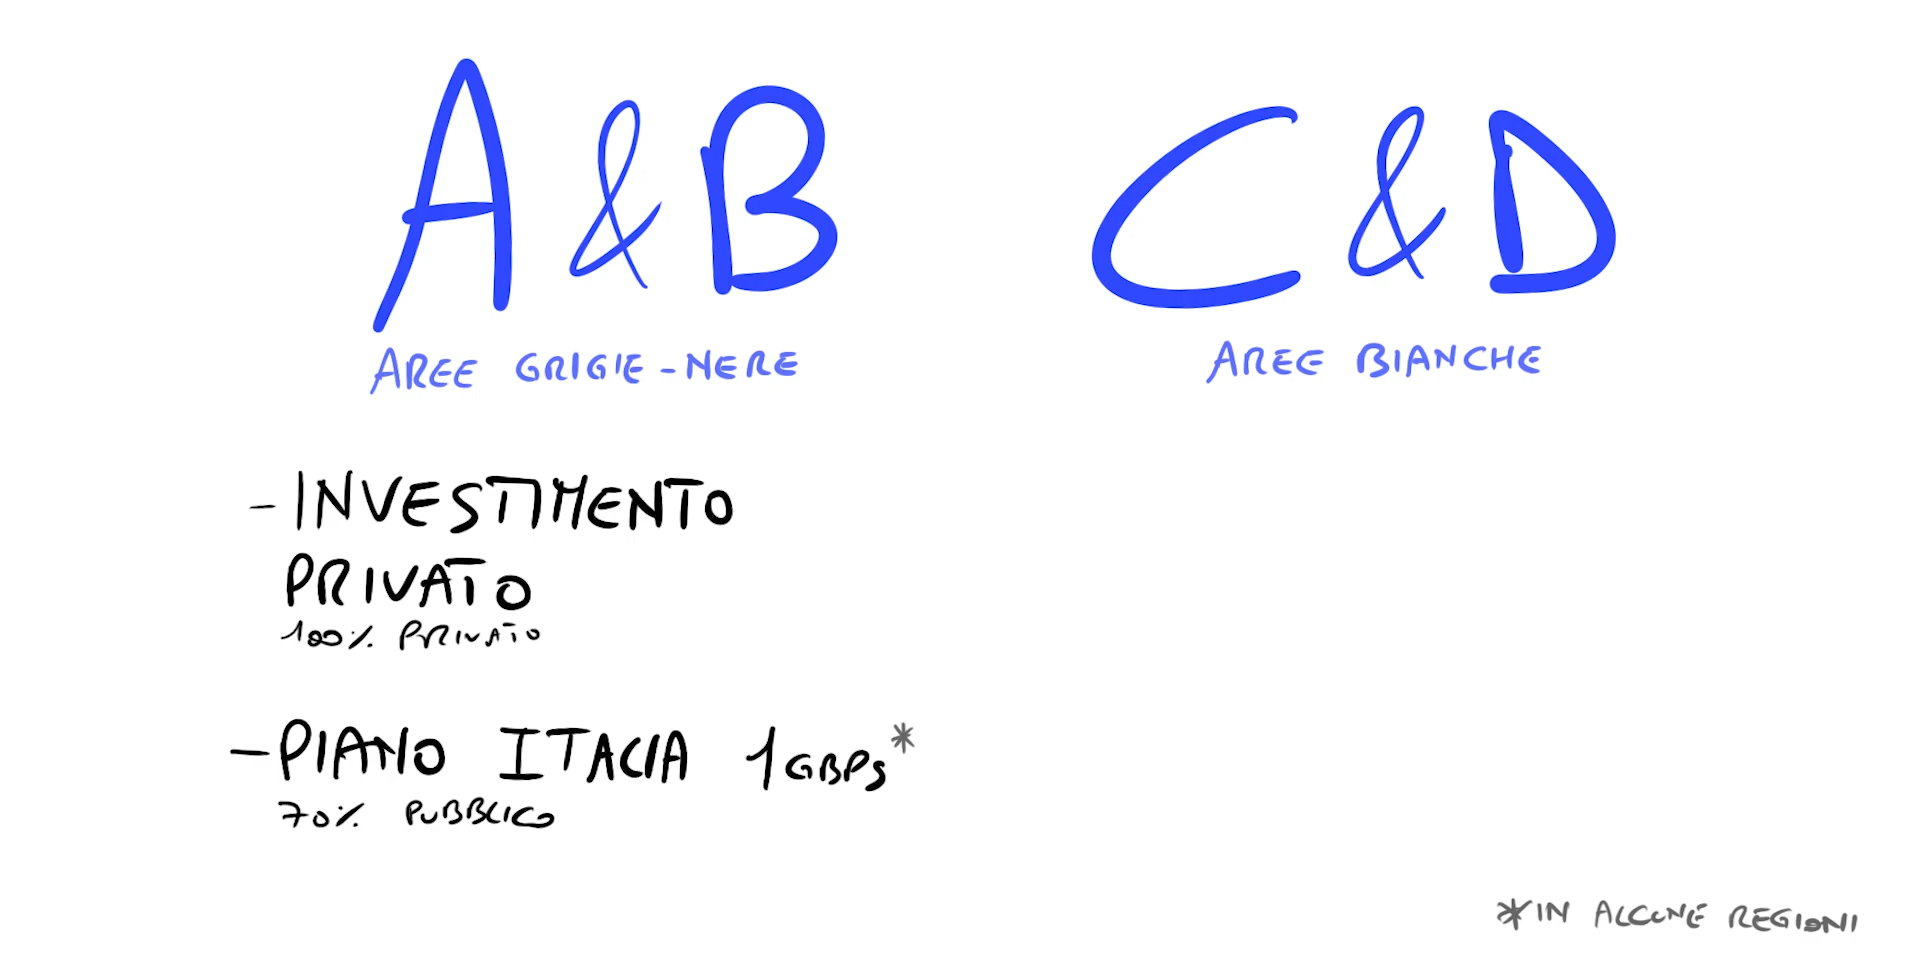 A & B
AREE GRIGIE-NERE
- INVESTIMENTO
PRIVATO
100% PRIVATO
- PIANO ITALIA 1GBPS*
70% PUBBLICO
C & D
AREE BIANCHE
*IN ALCUNE REGIONI